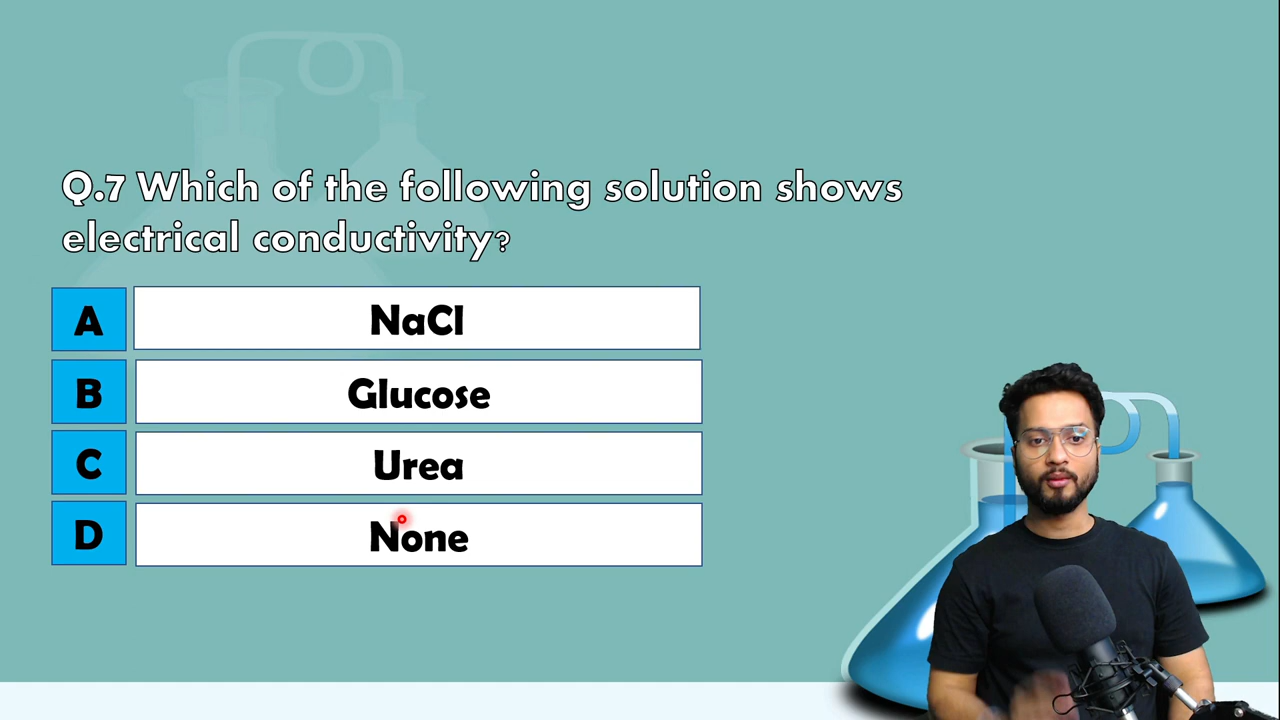 Q.7 Which of the following solution shows
electrical conductivity?
A NaCl
B Glucose
C Urea
D None